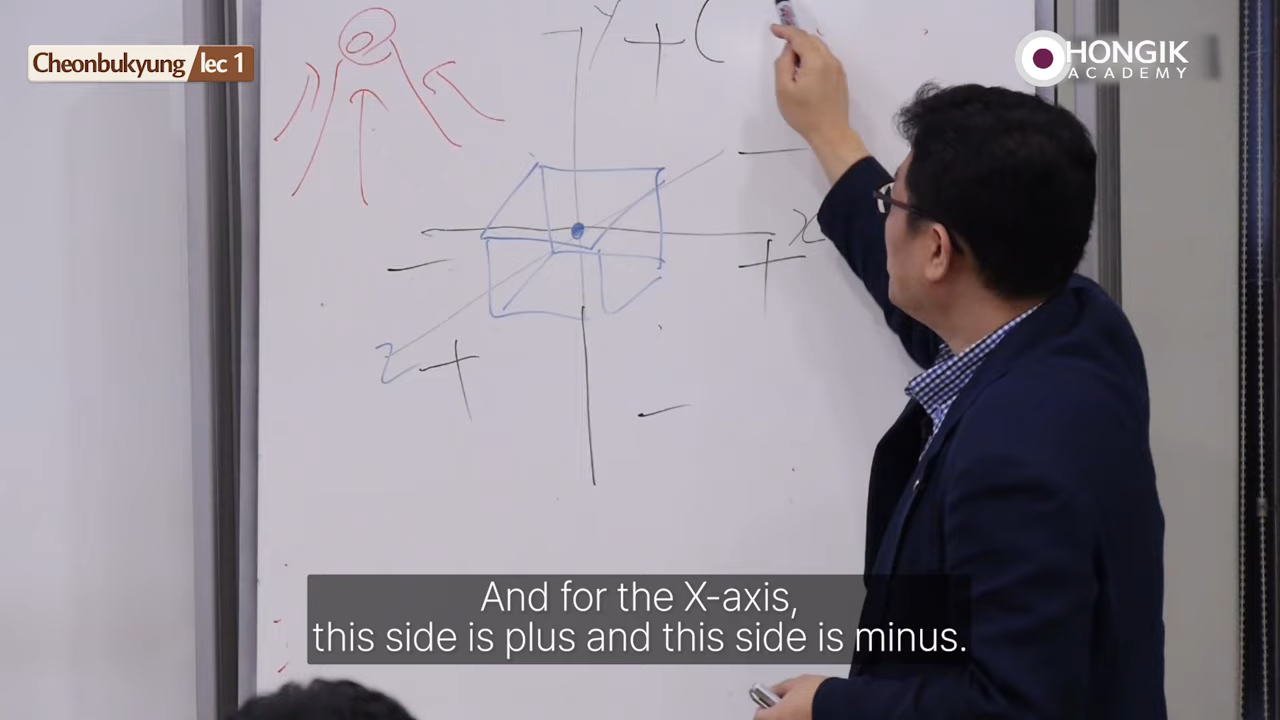 Cheonbukyung / lec 1
HONGIK
ACADEMY
Y + (
−
− + x
z +
−
And for the X-axis,
this side is plus and this side is minus.